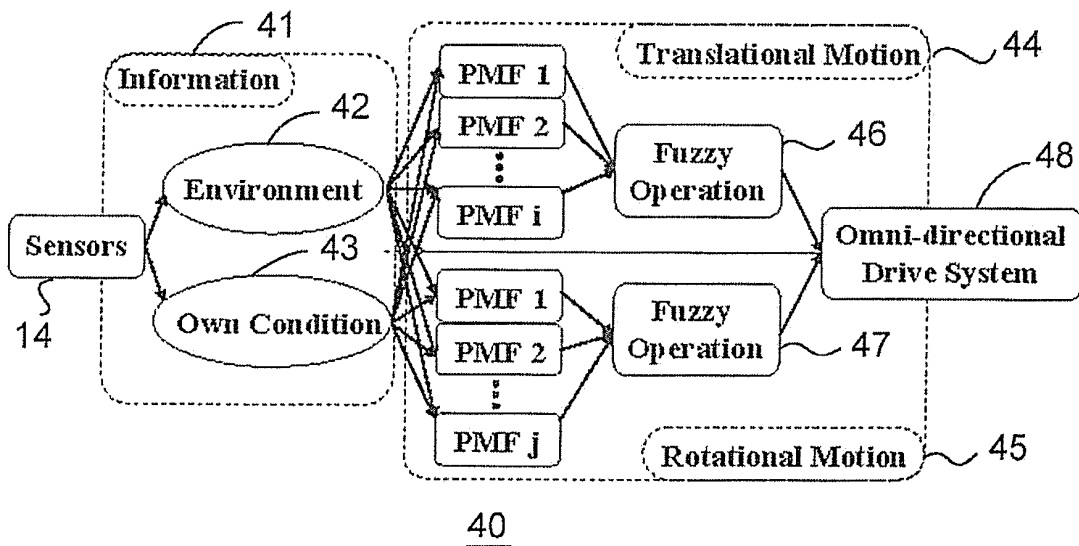 41
Information
42
Environment
Sensors
14
43
Own Condition
PMF 1
PMF 2
PMF i
Translational Motion
44
Fuzzy
Operation
46
48
Omni-directional
Drive System
PMF 1
PMF 2
PMF j
Fuzzy
Operation
47
Rotational Motion
45
40